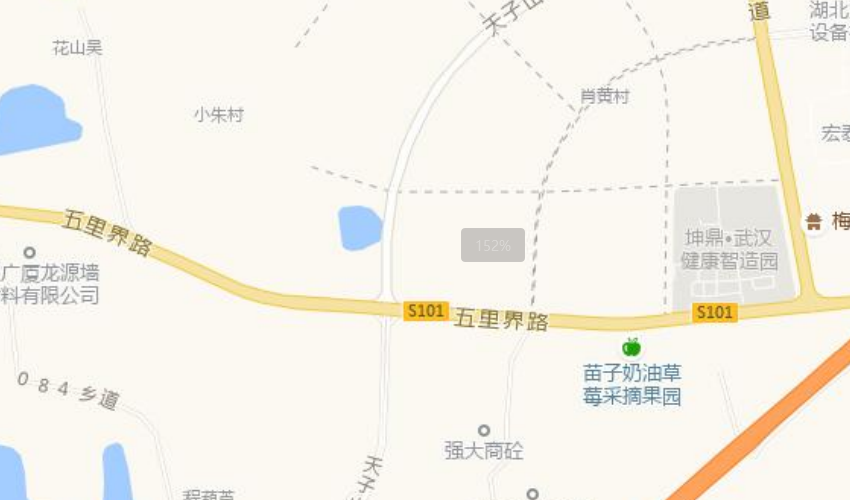 天子山
道
湖北
设备
花山吴
肖黄村
小朱村
宏泰
五里界路
梅
坤鼎•武汉
健康智造园
152%
广厦龙源墙
料有限公司
S101
五里界路
S101
苗子奶油草
莓采摘果园
084乡道
强大商砼
天子
程葫芦